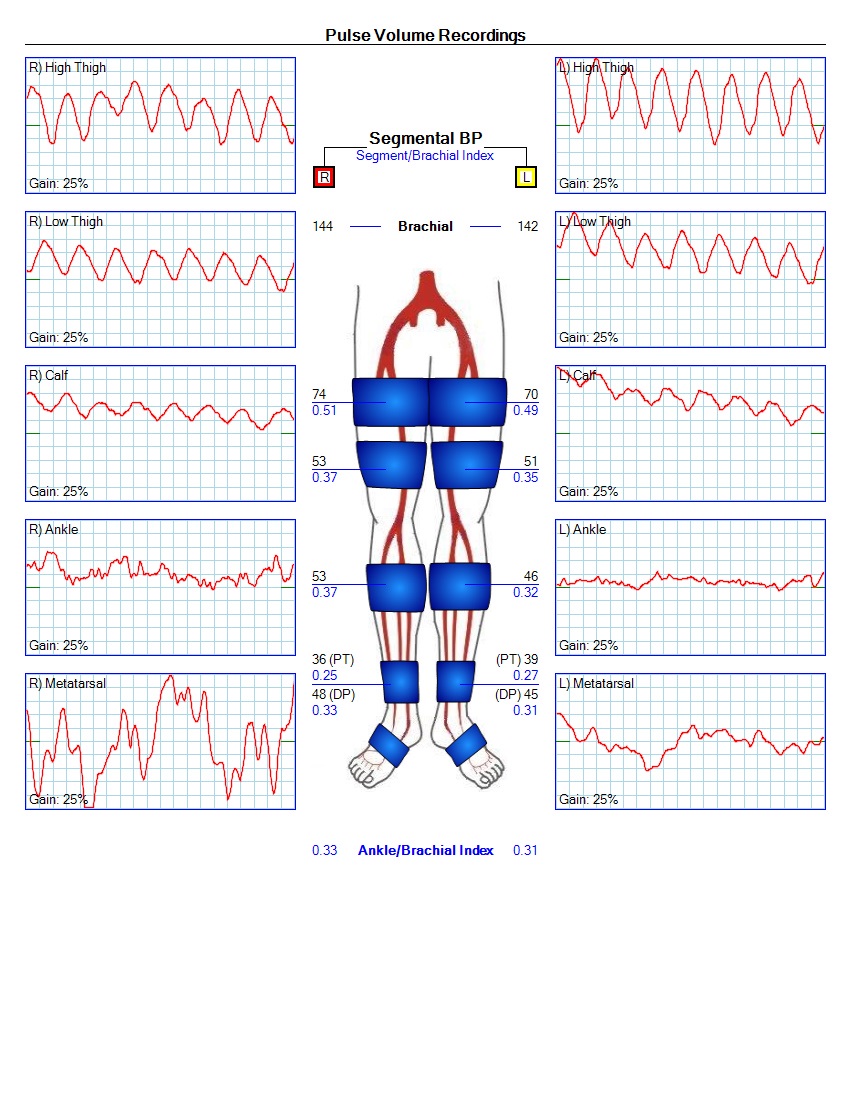 Pulse Volume Recordings
R) High Thigh
Gain: 25%
L) High Thigh
Gain: 25%
Segmental BP
Segment/Brachial Index
R
L
R) Low Thigh
Gain: 25%
144 Brachial 142
L) Low Thigh
Gain: 25%
R) Calf
Gain: 25%
74
0.51
70
0.49
L) Calf
Gain: 25%
53
0.37
51
0.35
R) Ankle
Gain: 25%
53
0.37
46
0.32
L) Ankle
Gain: 25%
R) Metatarsal
Gain: 25%
36 (PT)
0.25
48 (DP)
0.33
(PT) 39
0.27
(DP) 45
0.31
L) Metatarsal
Gain: 25%
0.33 Ankle/Brachial Index 0.31